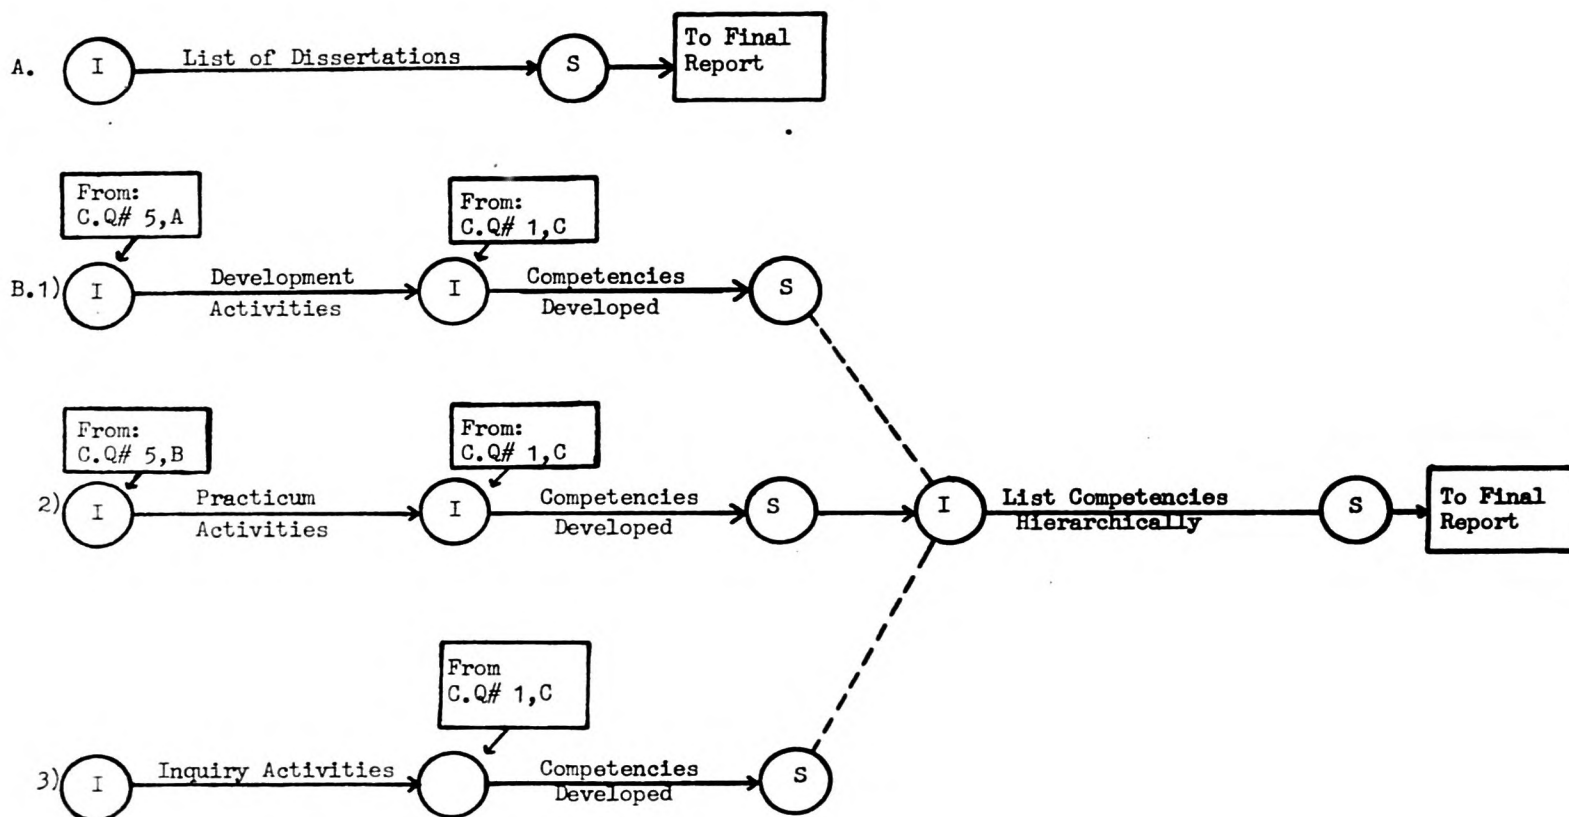 A. I List of Dissertations S To Final
Report
From:
C.Q# 5,A
From:
C.Q# 1,C
B.1) I Development
Activities I Competencies
Developed S
From:
C.Q# 5,B
From:
C.Q# 1,C
2) I Practicum
Activities I Competencies
Developed S I List Competencies
Hierarchically S To Final
Report
From
C.Q# 1,C
3) I Inquiry Activities Competencies
Developed S